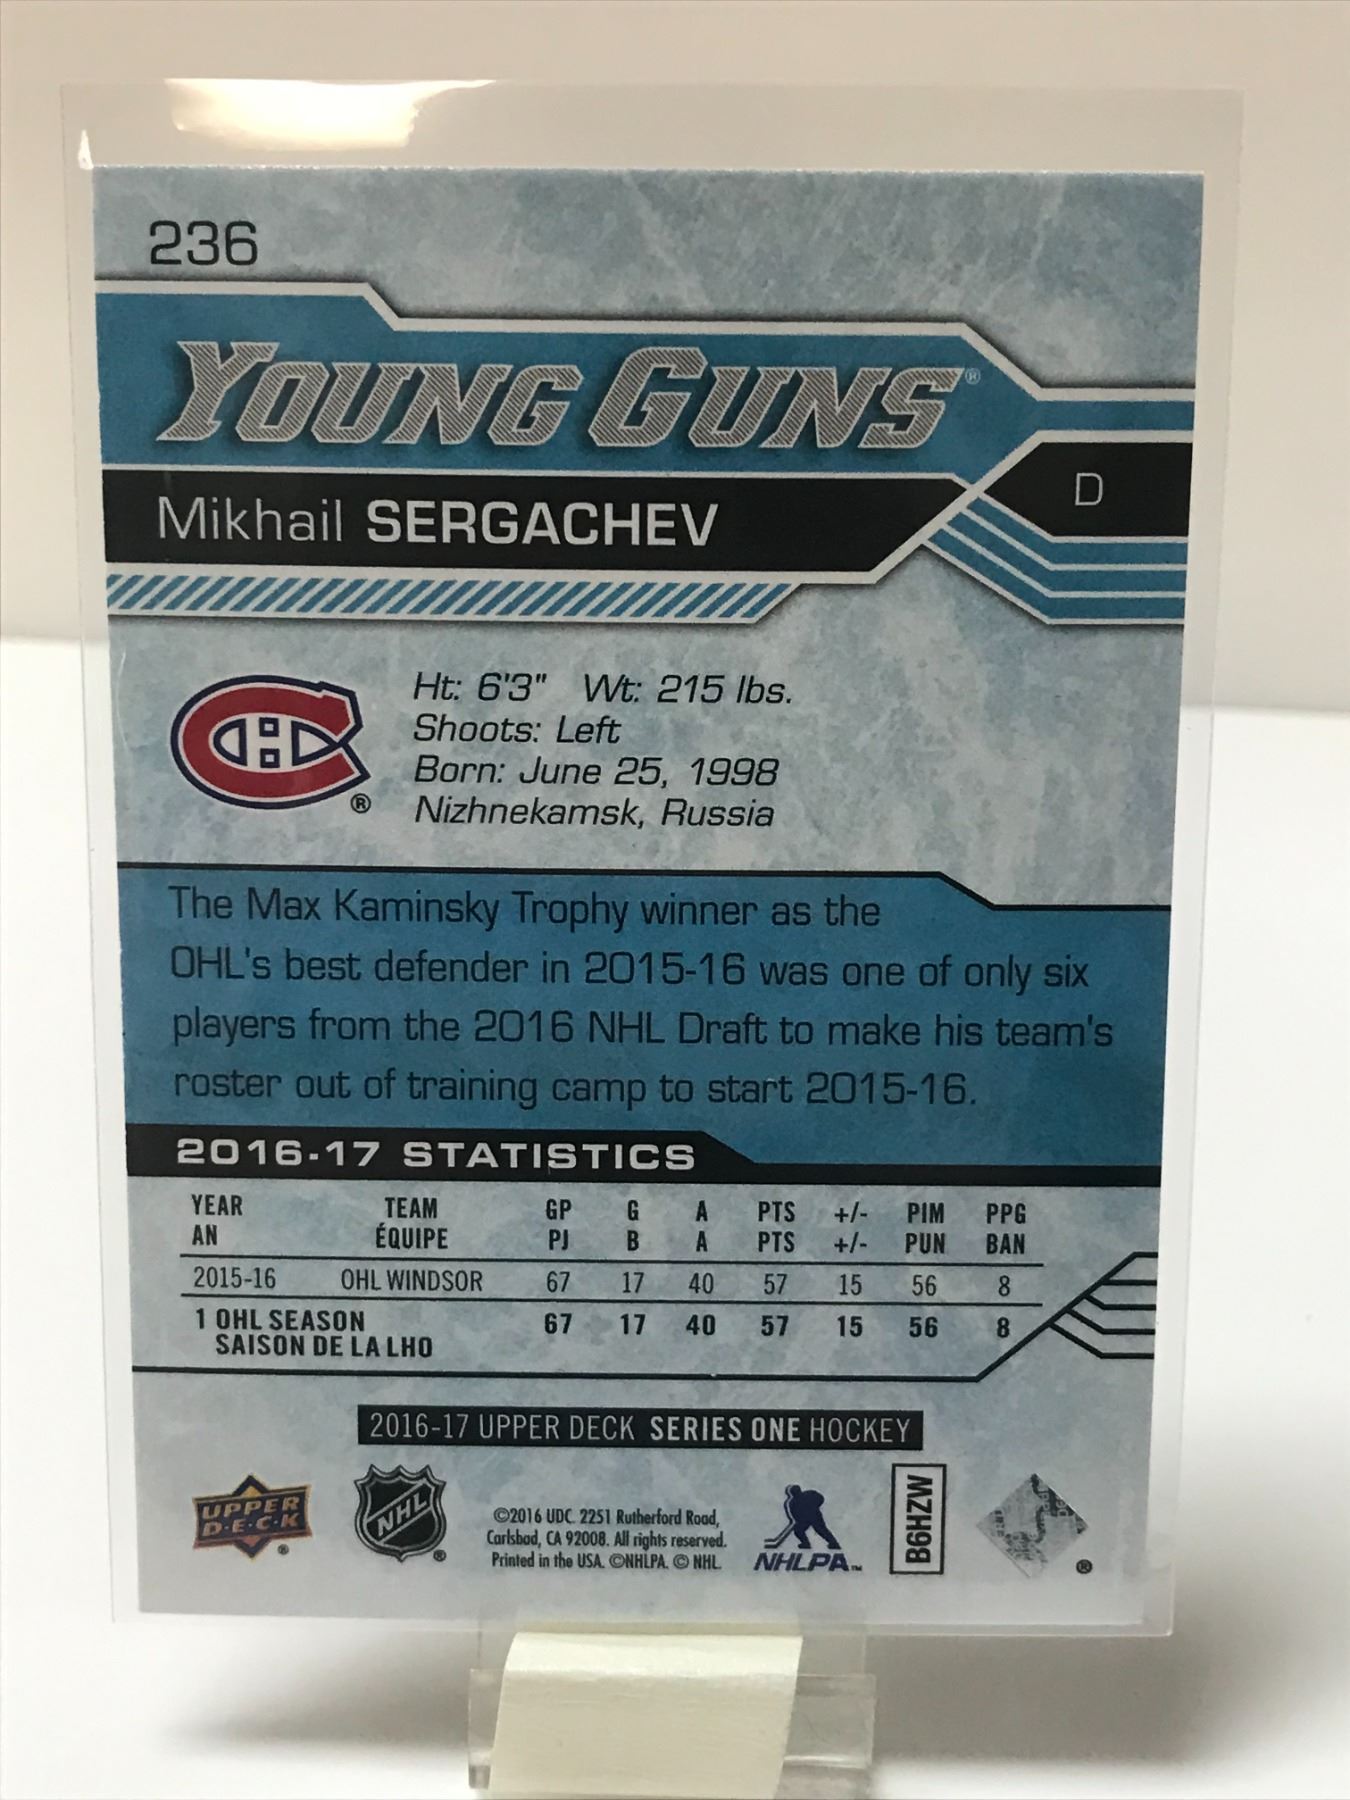 236
YOUNG GUNS®
Mikhail SERGACHEV
D
Ht: 6'3" Wt: 215 lbs.
Shoots: Left
Born: June 25, 1998
Nizhnekamsk, Russia
®
The Max Kaminsky Trophy winner as the
OHL's best defender in 2015-16 was one of only six
players from the 2016 NHL Draft to make his team's
roster out of training camp to start 2015-16.
2016-17 STATISTICS
YEAR TEAM GP G A PTS +/- PIM PPG
AN ÉQUIPE PJ B A PTS +/- PUN BAN
2015-16 OHL WINDSOR 67 17 40 57 15 56 8
1 OHL SEASON 67 17 40 57 15 56 8
SAISON DE LA LHO
2016-17 UPPER DECK SERIES ONE HOCKEY
UPPER
D·E·C·K
®
NHL
®
©2016 UDC. 2251 Rutherford Road,
Carlsbad, CA 92008. All rights reserved.
Printed in the USA. ©NHLPA. © NHL.
NHLPA™
B6HZW
®